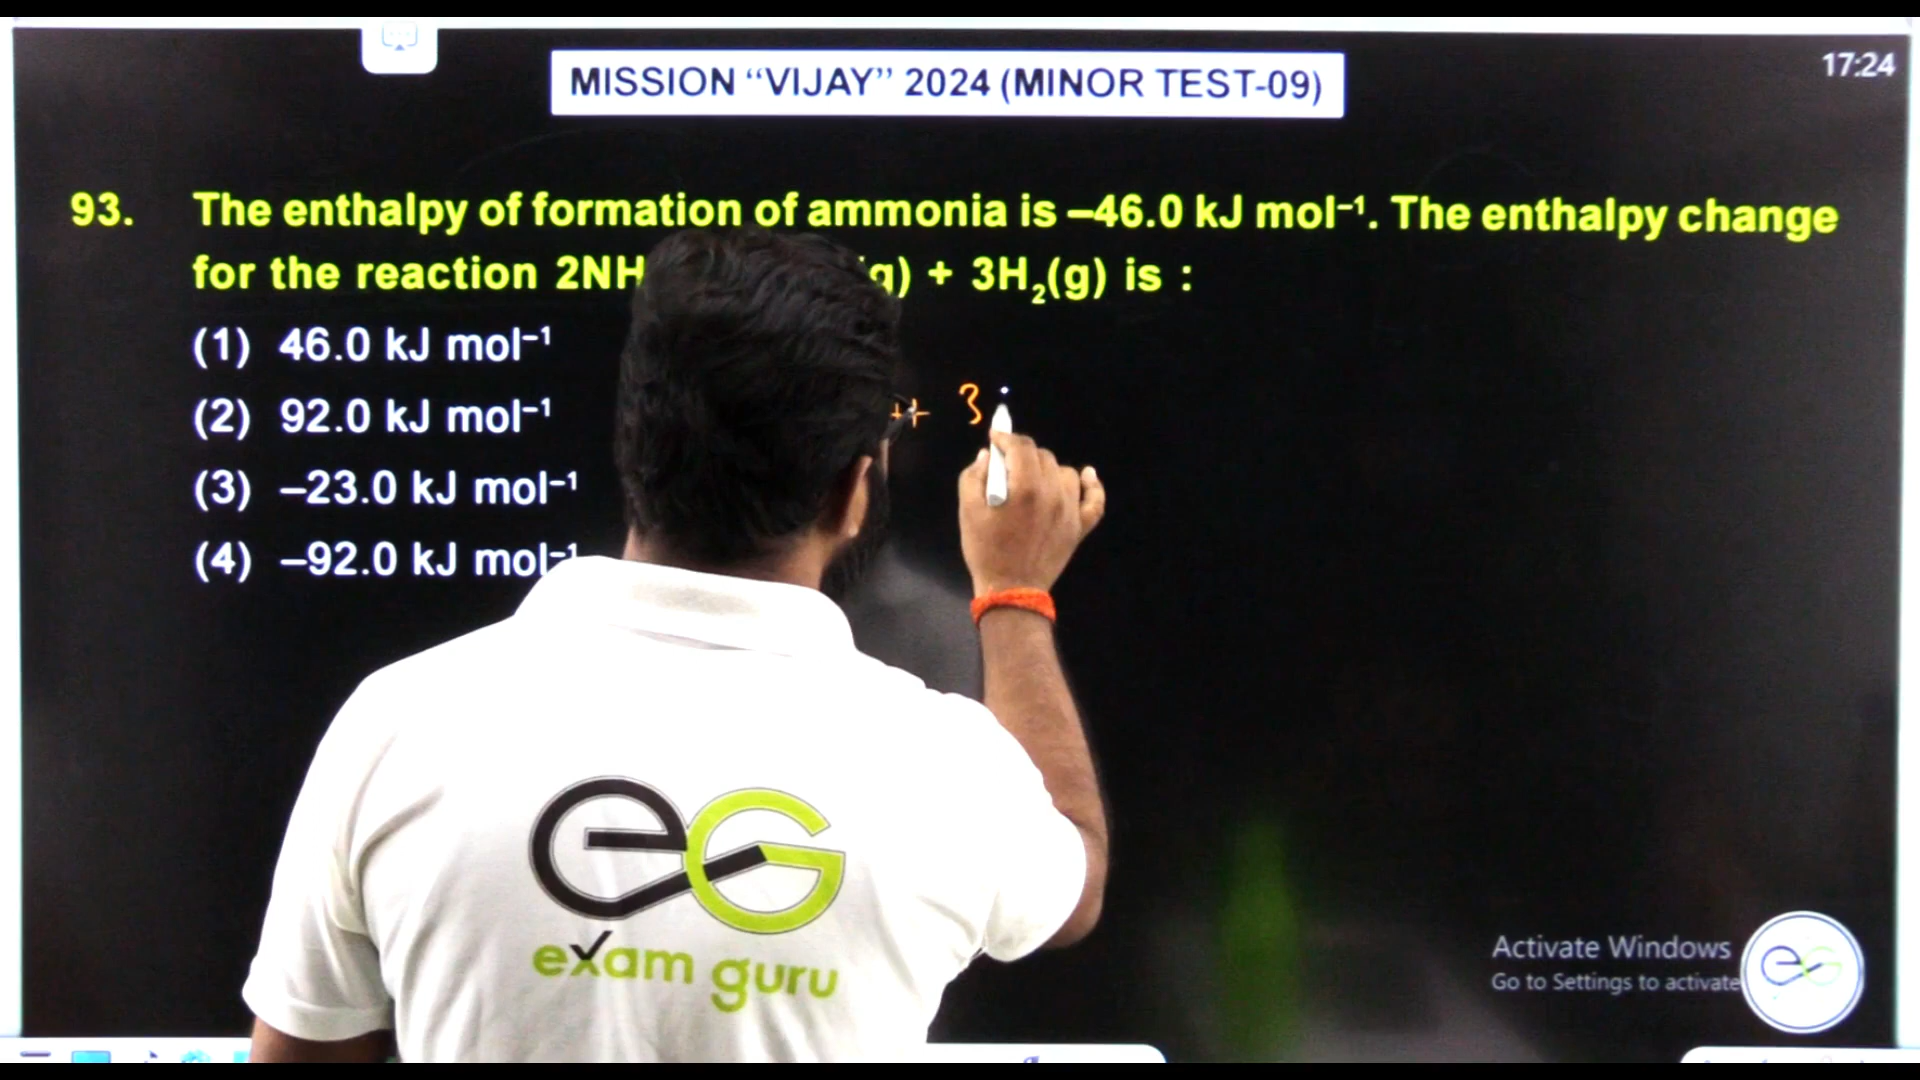 17:24
MISSION “VIJAY” 2024 (MINOR TEST-09)
93. The enthalpy of formation of ammonia is –46.0 kJ mol⁻¹. The enthalpy change
for the reaction 2NH g) + 3H₂(g) is :
(1) 46.0 kJ mol⁻¹
(2) 92.0 kJ mol⁻¹
+ 3
(3) –23.0 kJ mol⁻¹
(4) –92.0 kJ mol⁻¹
eG
exam guru
Activate Windows
Go to Settings to activate
eG